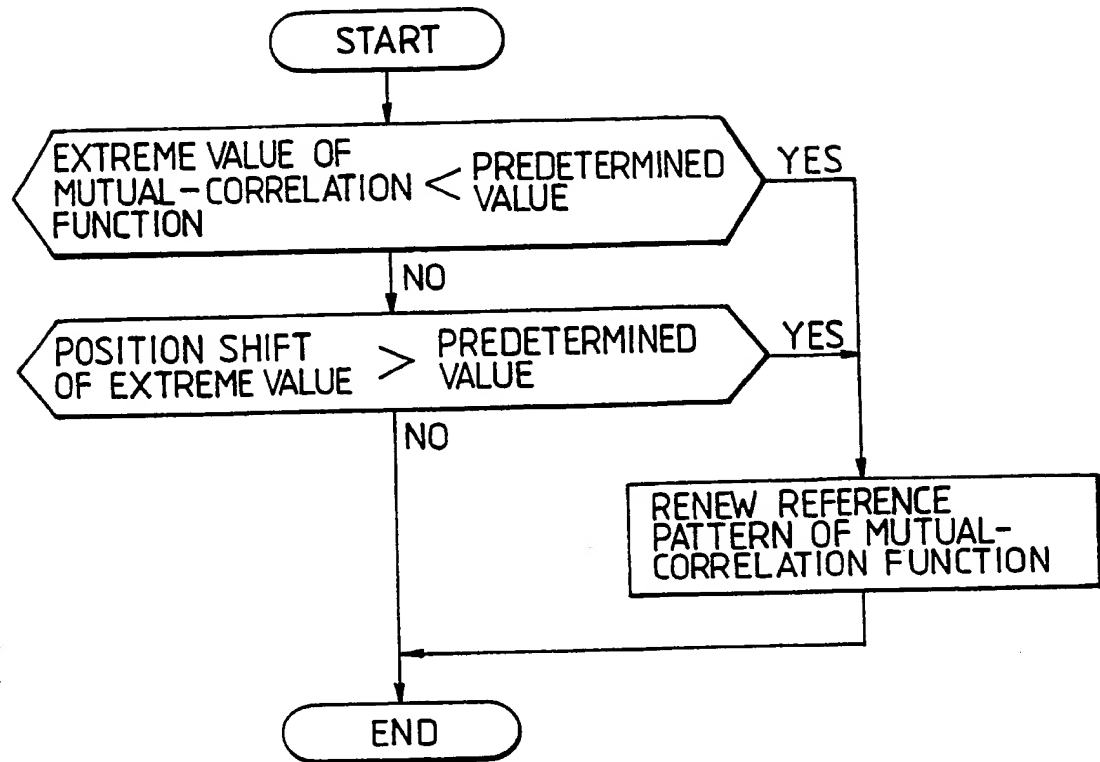 START
EXTREME VALUE OF
MUTUAL-CORRELATION
FUNCTION
<
PREDETERMINED
VALUE
YES
NO
POSITION SHIFT
OF EXTREME VALUE
>
PREDETERMINED
VALUE
YES
NO
RENEW REFERENCE
PATTERN OF MUTUAL-
CORRELATION FUNCTION
END